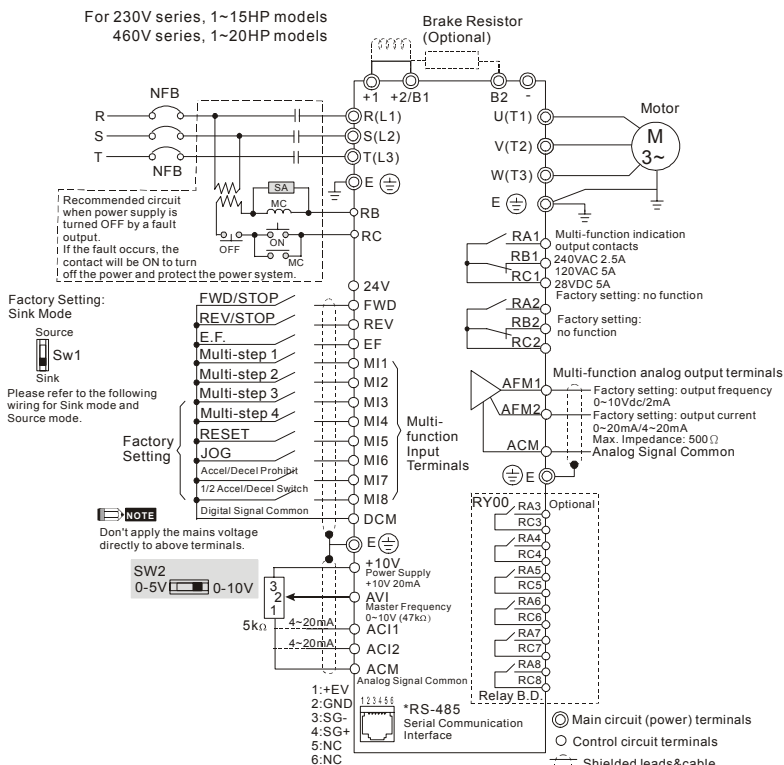 For 230V series, 1~15HP models
460V series, 1~20HP models
Brake Resistor
(Optional)
NFB
R
S
T
NFB
+1
+2/B1
B2
-
R(L1)
S(L2)
T(L3)
E
U(T1)
V(T2)
W(T3)
E
Motor
M
3~
Recommended circuit
when power supply is
turned OFF by a fault
output.
If the fault occurs, the
contact will be ON to turn
off the power and protect the power system.
SA
MC
OFF
ON
MC
RB
RC
RA1
RB1
RC1
Multi-function indication
output contacts
240VAC 2.5A
120VAC 5A
28VDC 5A
Factory setting: no function
RA2
RB2
RC2
Factory setting:
no function
Factory Setting:
Sink Mode
Source
Sw1
Sink
Please refer to the following
wiring for Sink mode and
Source mode.
24V
FWD/STOP
FWD
REV/STOP
REV
E.F.
EF
Multi-step 1
MI1
Multi-step 2
MI2
Multi-step 3
MI3
Multi-step 4
MI4
RESET
MI5
JOG
MI6
Accel/Decel Prohibit
MI7
1/2 Accel/Decel Switch
MI8
Digital Signal Common
DCM
Factory
Setting
Multi-
function
Input
Terminals
Multi-function analog output terminals
AFM1
Factory setting: output frequency
0~10Vdc/2mA
AFM2
Factory setting: output current
0~20mA/4~20mA
Max. Impedance: 500Ω
ACM
Analog Signal Common
E
NOTE
Don't apply the mains voltage
directly to above terminals.
E
SW2
0-5V
0-10V
3
2
1
5kΩ
+10V
Power Supply
+10V 20mA
AVI
Master Frequency
0~10V (47kΩ)
4~20mA
ACI1
4~20mA
ACI2
ACM
Analog Signal Common
RY00
Optional
RA3
RC3
RA4
RC4
RA5
RC5
RA6
RC6
RA7
RC7
RA8
RC8
Relay B.D.
1:+EV
2:GND
3:SG-
4:SG+
5:NC
6:NC
123456
*RS-485
Serial Communication
Interface
Main circuit (power) terminals
Control circuit terminals
Shielded leads&cable